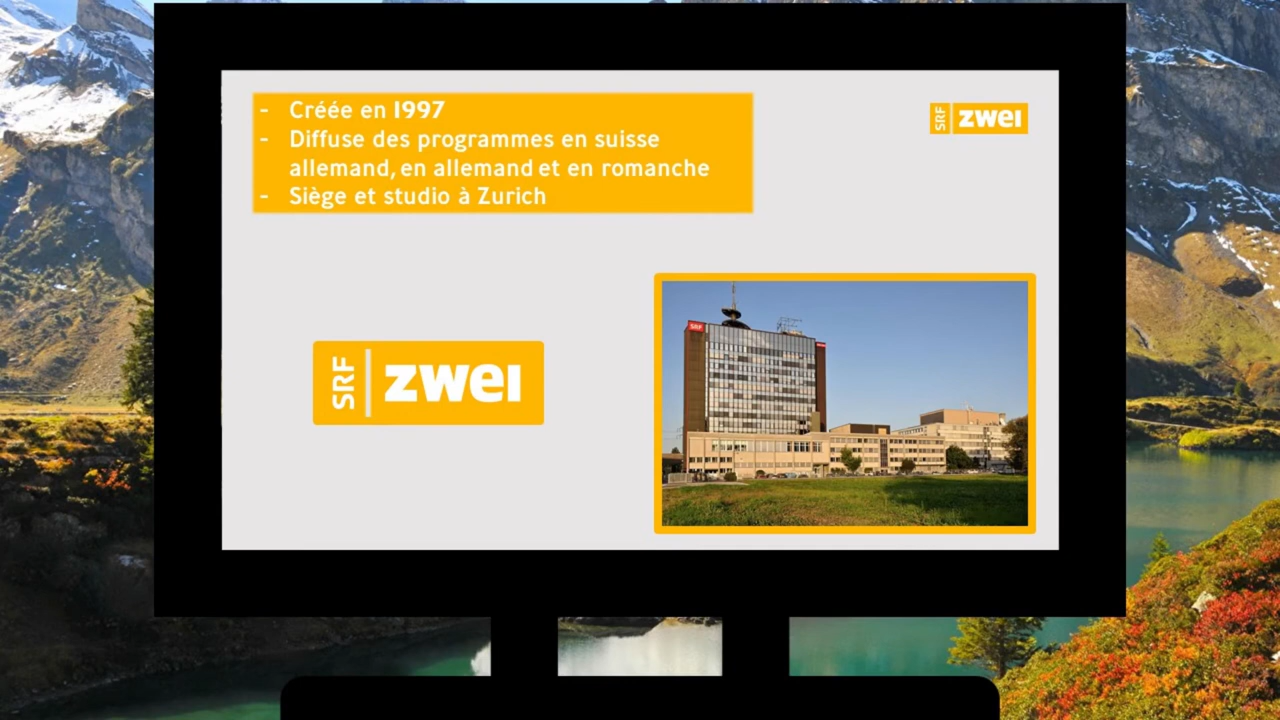 - Créée en 1997
- Diffuse des programmes en suisse
allemand, en allemand et en romanche
- Siège et studio à Zurich
SRF zwei
SRF zwei
SRF